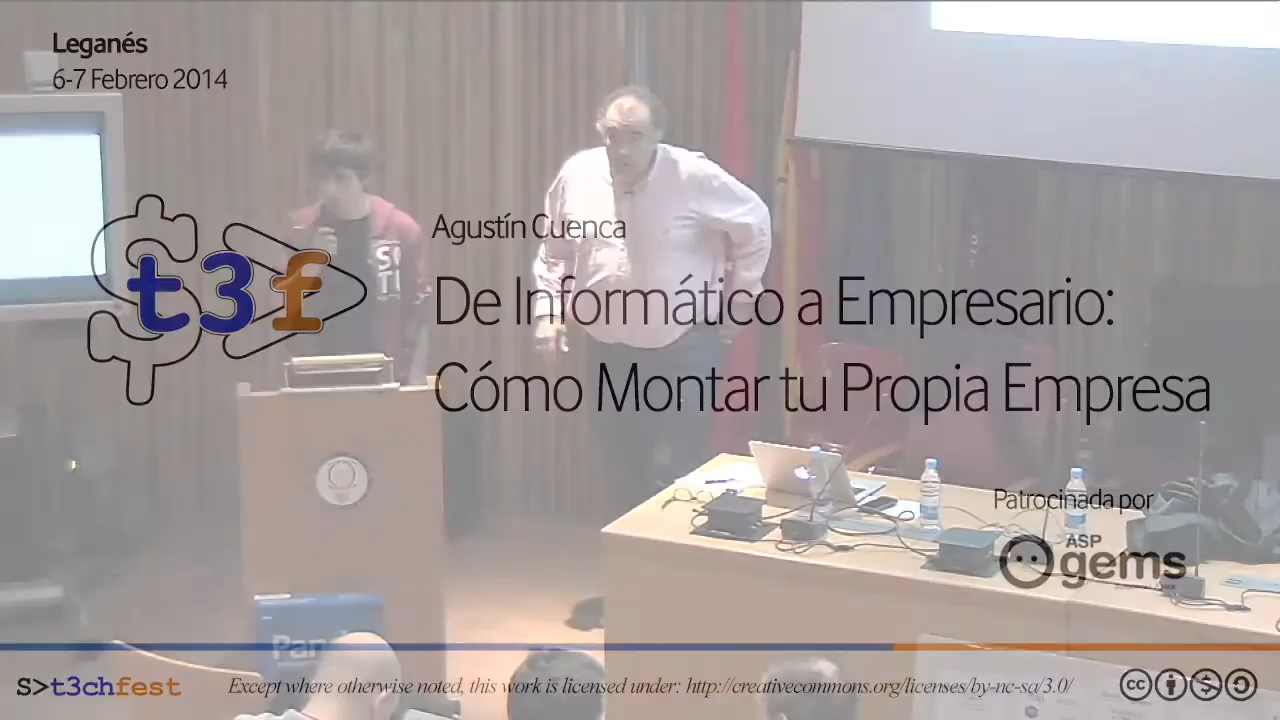 Leganés
6-7 Febrero 2014
t3f
Agustín Cuenca
De Informático a Empresario:
Cómo Montar tu Propia Empresa
Patrocinada por
ASP
gems
S>t3chfest
Except where otherwise noted, this work is licensed under: http://creativecommons.org/licenses/by-nc-sa/3.0/
cc